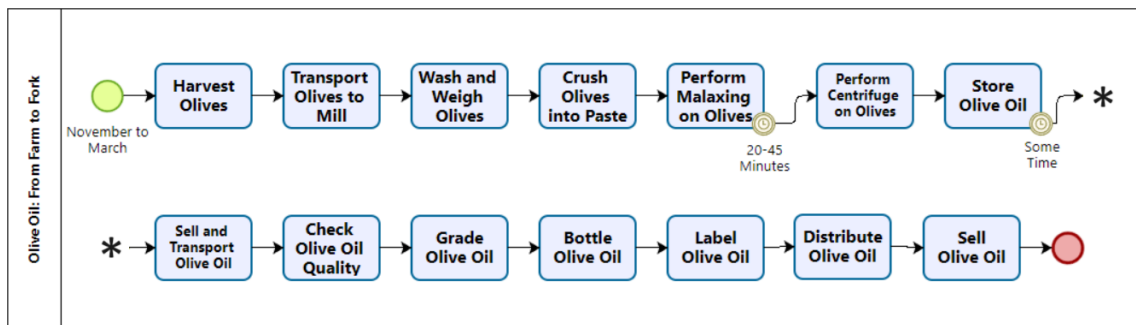 Olive Oil: From Farm to Fork
Harvest
Olives
Transport
Olives to
Mill
Wash and
Weigh
Olives
Crush
Olives
into Paste
Perform
Malaxing
on Olives
Perform
Centrifuge
on Olives
Store
Olive Oil
*
November to
March
20-45
Minutes
Some
Time
*
Sell and
Transport
Olive Oil
Check
Olive Oil
Quality
Grade
Olive Oil
Bottle
Olive Oil
Label
Olive Oil
Distribute
Olive Oil
Sell
Olive Oil